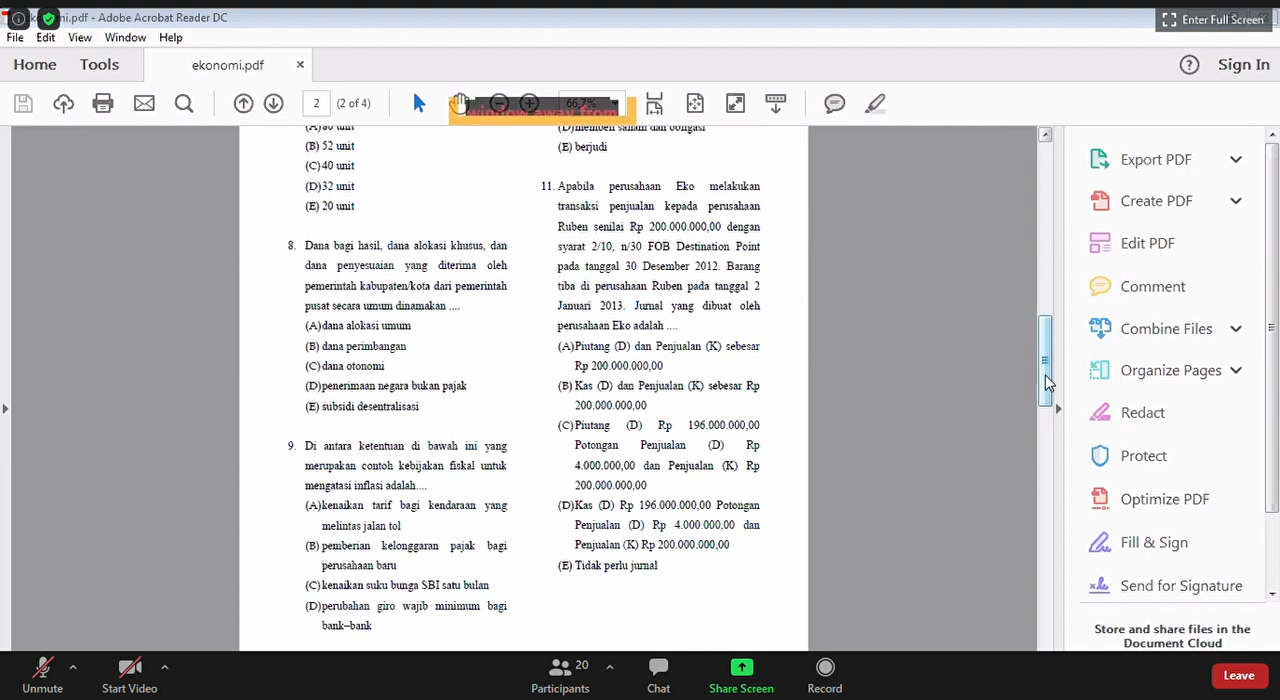 omi.pdf - Adobe Acrobat Reader DC
Enter Full Screen
File Edit View Window Help
Home Tools ekonomi.pdf × Sign In
2 (2 of 4) 66,7%
window away from
(A)80 unit
(B) 52 unit
(C)40 unit
(D)32 unit
(E) 20 unit
8. Dana bagi hasil, dana alokasi khusus, dan
dana penyesuaian yang diterima oleh
pemerintah kabupaten/kota dari pemerintah
pusat secara umum dinamakan ....
(A)dana alokasi umum
(B) dana perimbangan
(C)dana otonomi
(D)penerimaan negara bukan pajak
(E) subsidi desentralisasi
9. Di antara ketentuan di bawah ini yang
merupakan contoh kebijakan fiskal untuk
mengatasi inflasi adalah....
(A)kenaikan tarif bagi kendaraan yang
melintas jalan tol
(B) pemberian kelonggaran pajak bagi
perusahaan baru
(C)kenaikan suku bunga SBI satu bulan
(D)perubahan giro wajib minimum bagi
bank–bank
(D)membeli saham dan obligasi
(E) berjudi
11. Apabila perusahaan Eko melakukan
transaksi penjualan kepada perusahaan
Ruben senilai Rp 200.000.000,00 dengan
syarat 2/10, n/30 FOB Destination Point
pada tanggal 30 Desember 2012. Barang
tiba di perusahaan Ruben pada tanggal 2
Januari 2013. Jurnal yang dibuat oleh
perusahaan Eko adalah ....
(A)Piutang (D) dan Penjualan (K) sebesar
Rp 200.000.000,00
(B) Kas (D) dan Penjualan (K) sebesar Rp
200.000.000,00
(C)Piutang (D) Rp 196.000.000,00
Potongan Penjualan (D) Rp
4.000.000,00 dan Penjualan (K) Rp
200.000.000,00
(D)Kas (D) Rp 196.000.000,00 Potongan
Penjualan (D) Rp 4.000.000,00 dan
Penjualan (K) Rp 200.000.000,00
(E) Tidak perlu jurnal
Export PDF
Create PDF
Edit PDF
Comment
Combine Files
Organize Pages
Redact
Protect
Optimize PDF
Fill & Sign
Send for Signature
Store and share files in the
Document Cloud
Unmute
Start Video
20
Participants
Chat
Share Screen
Record
Leave